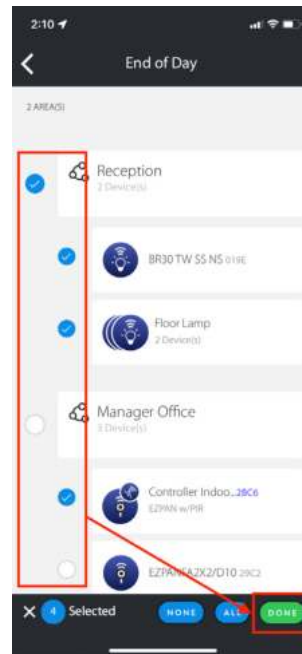 2:10
End of Day
2 AREA(S)
Reception
2 Device(s)
BR30 TW SS NS 019E
Floor Lamp
2 Device(s)
Manager Office
3 Device(s)
Controller Indoo...28C6
EZPAN w/PIR
EZPANFA2X2/D10 29C2
4 Selected NONE ALL DONE